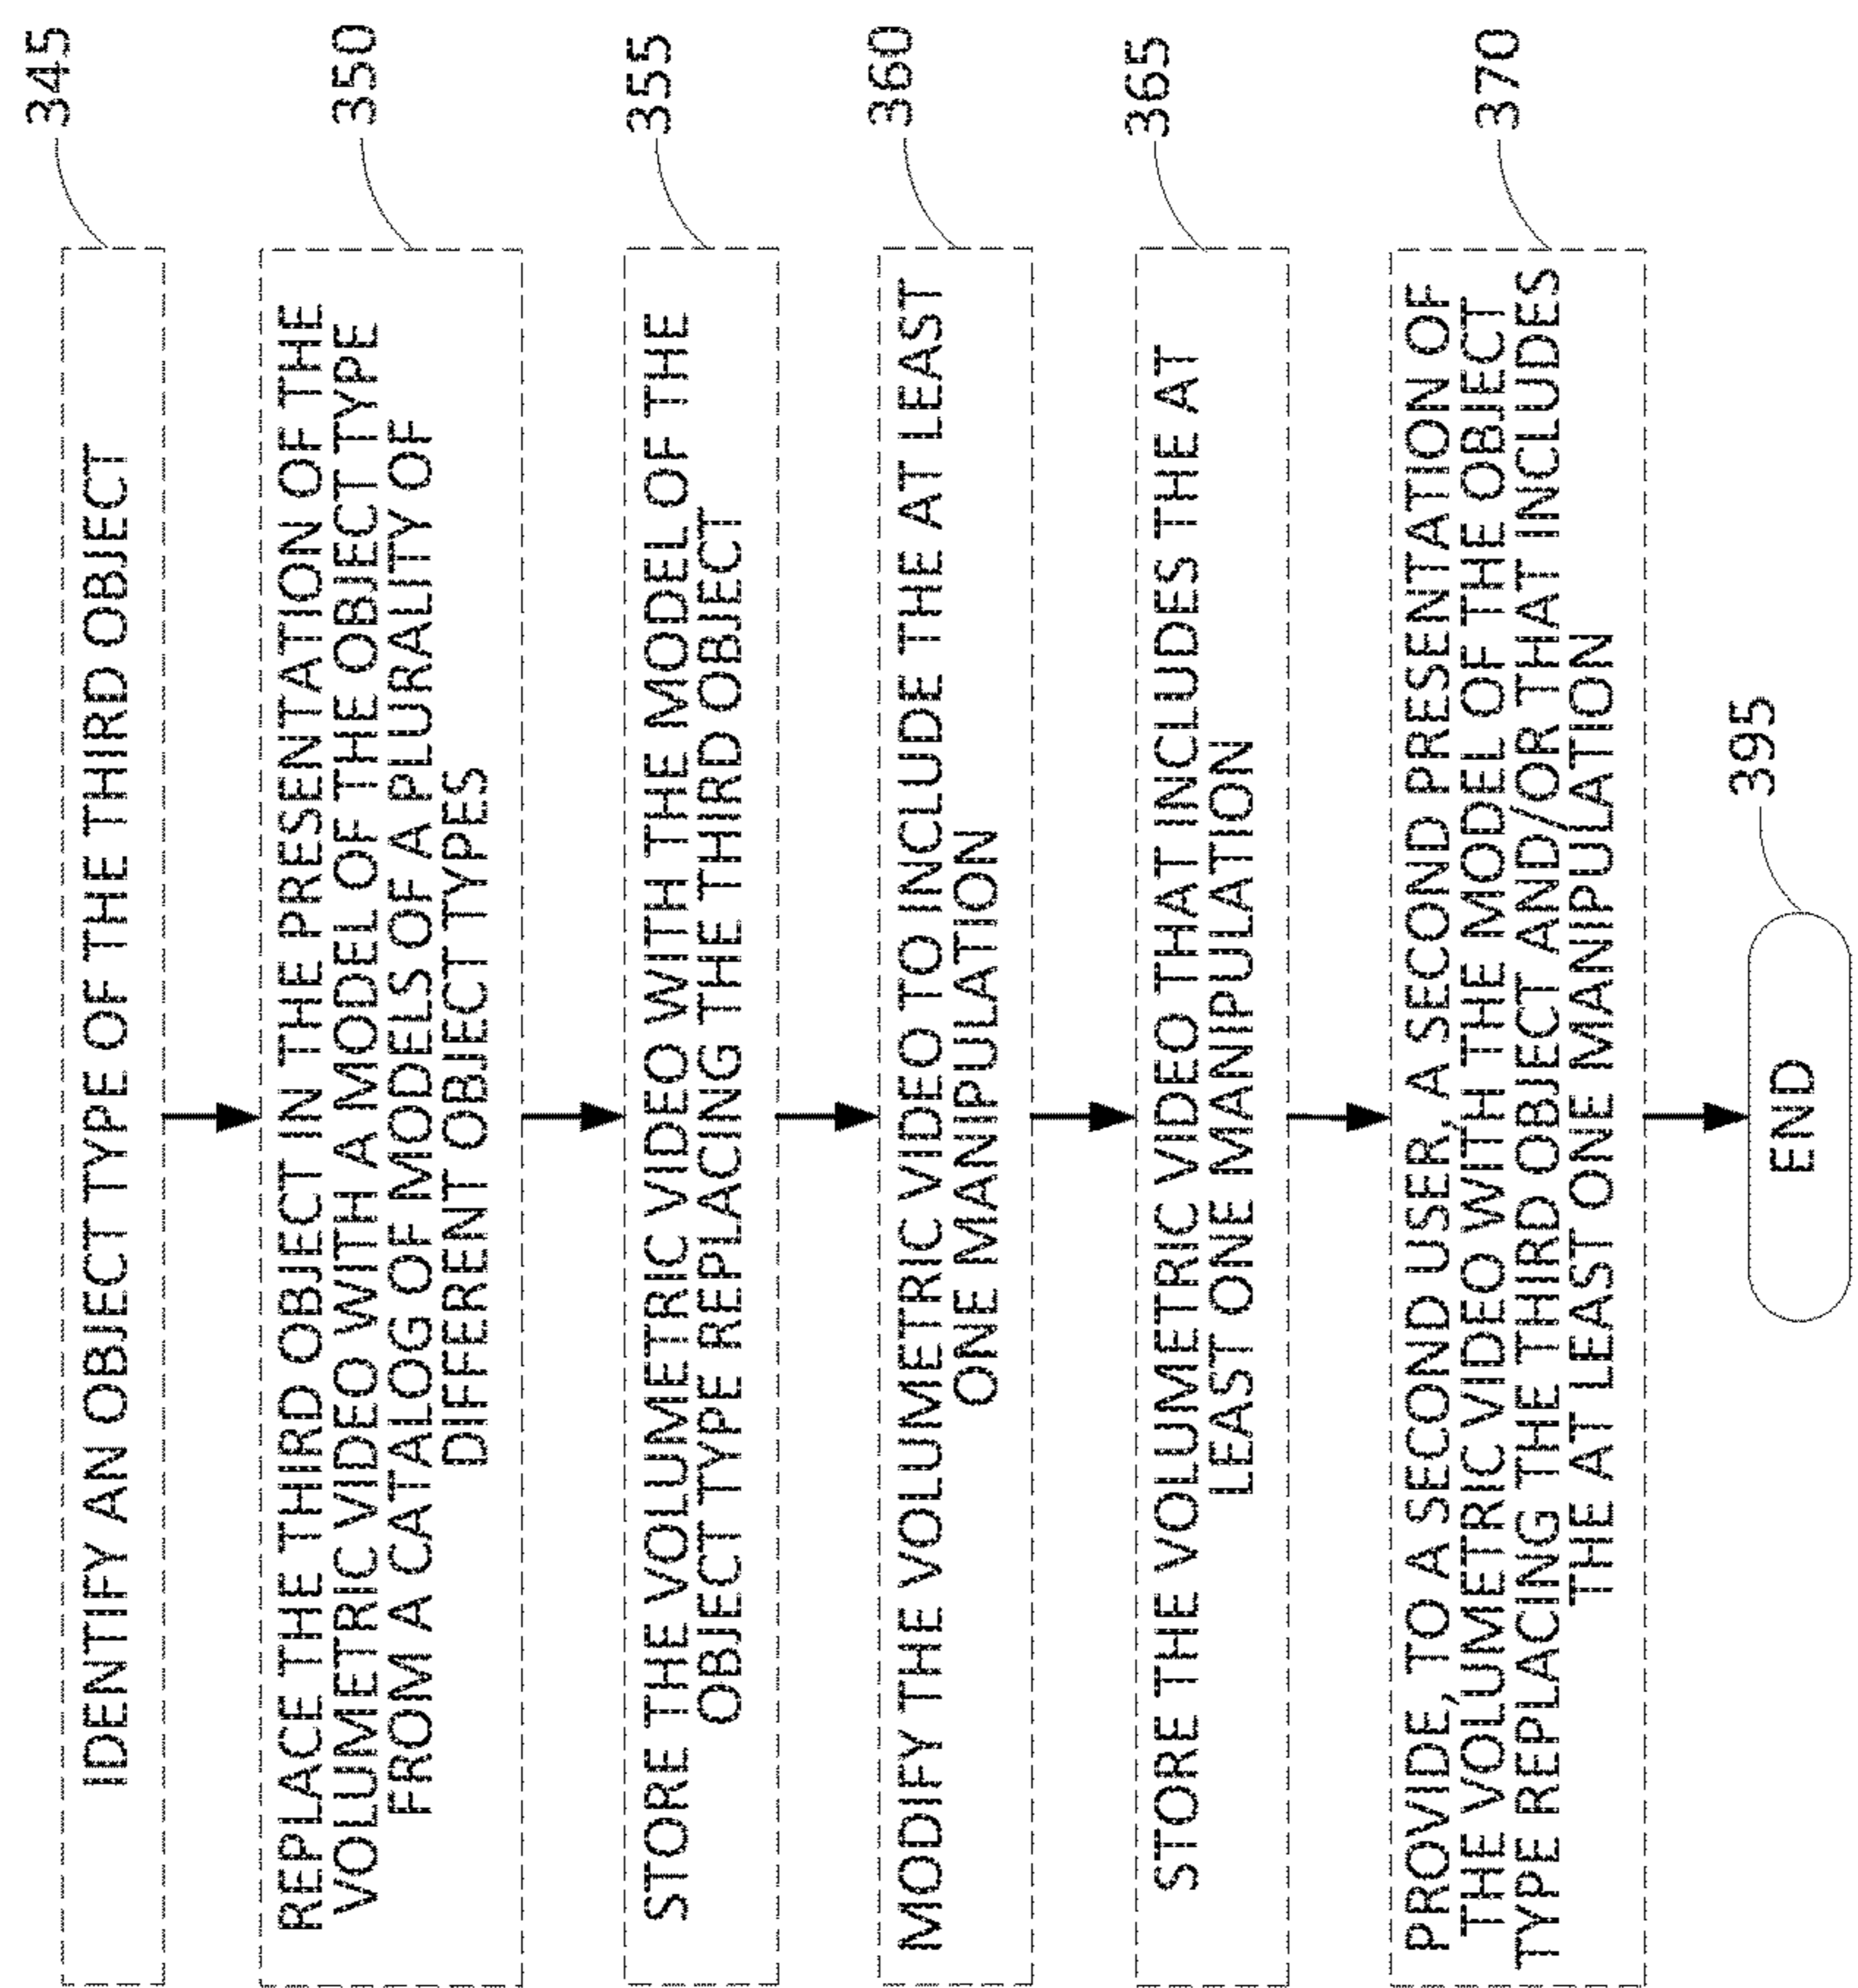 345
IDENTIFY AN OBJECT TYPE OF THE THIRD OBJECT
350
REPLACE THE THIRD OBJECT IN THE PRESENTATION OF THE
VOLUMETRIC VIDEO WITH A MODEL OF THE OBJECT TYPE
FROM A CATALOG OF MODELS OF A PLURALITY OF
DIFFERENT OBJECT TYPES
355
STORE THE VOLUMETRIC VIDEO WITH THE MODEL OF THE
OBJECT TYPE REPLACING THE THIRD OBJECT
360
MODIFY THE VOLUMETRIC VIDEO TO INCLUDE THE AT LEAST
ONE MANIPULATION
365
STORE THE VOLUMETRIC VIDEO THAT INCLUDES THE AT
LEAST ONE MANIPULATION
370
PROVIDE, TO A SECOND USER, A SECOND PRESENTATION OF
THE VOLUMETRIC VIDEO WITH THE MODEL OF THE OBJECT
TYPE REPLACING THE THIRD OBJECT AND/OR THAT INCLUDES
THE AT LEAST ONE MANIPULATION
395
END